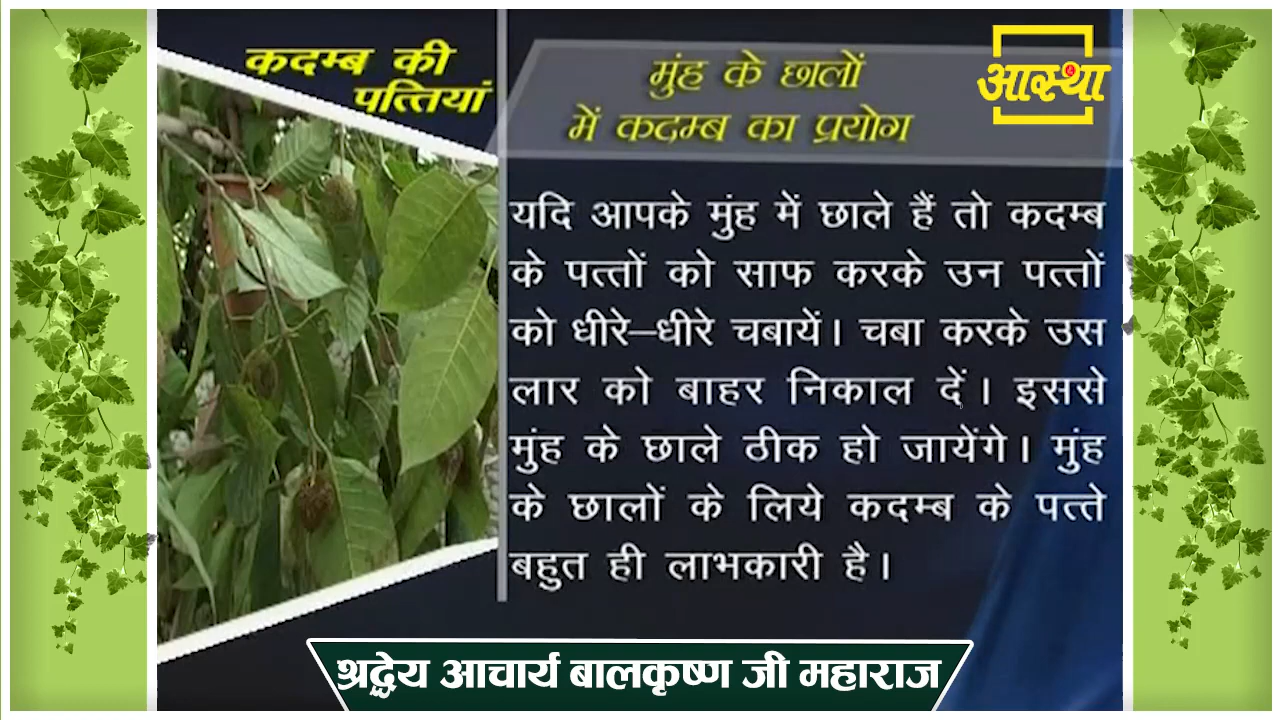 कदम्ब की
पत्तियां
मुंह के छालों
में कदम्ब का प्रयोग
आस्था
यदि आपके मुंह में छाले हैं तो कदम्ब
के पत्तों को साफ करके उन पत्तों
को धीरे–धीरे चबायें। चबा करके उस
लार को बाहर निकाल दें। इससे
मुंह के छाले ठीक हो जायेंगे। मुंह
के छालों के लिये कदम्ब के पत्ते
बहुत ही लाभकारी है।
श्रद्धेय आचार्य बालकृष्ण जी महाराज